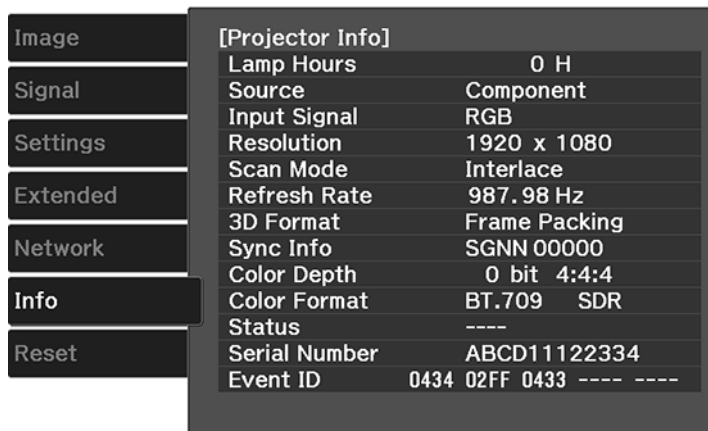 Image
Signal
Settings
Extended
Network
Info
Reset
[Projector Info]
Lamp Hours 0 H
Source Component
Input Signal RGB
Resolution 1920 x 1080
Scan Mode Interlace
Refresh Rate 987.98 Hz
3D Format Frame Packing
Sync Info SGNN 00000
Color Depth 0 bit 4:4:4
Color Format BT.709 SDR
Status ----
Serial Number ABCD11122334
Event ID 0434 02FF 0433 ---- ----